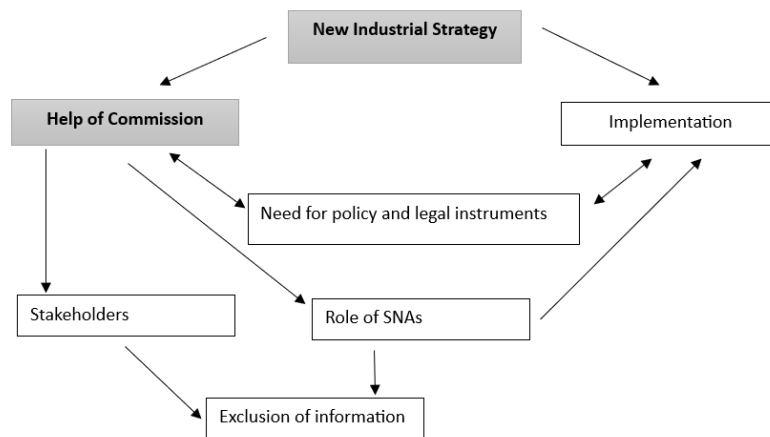 New Industrial Strategy
Help of Commission
Implementation
Need for policy and legal instruments
Stakeholders
Role of SNAs
Exclusion of information